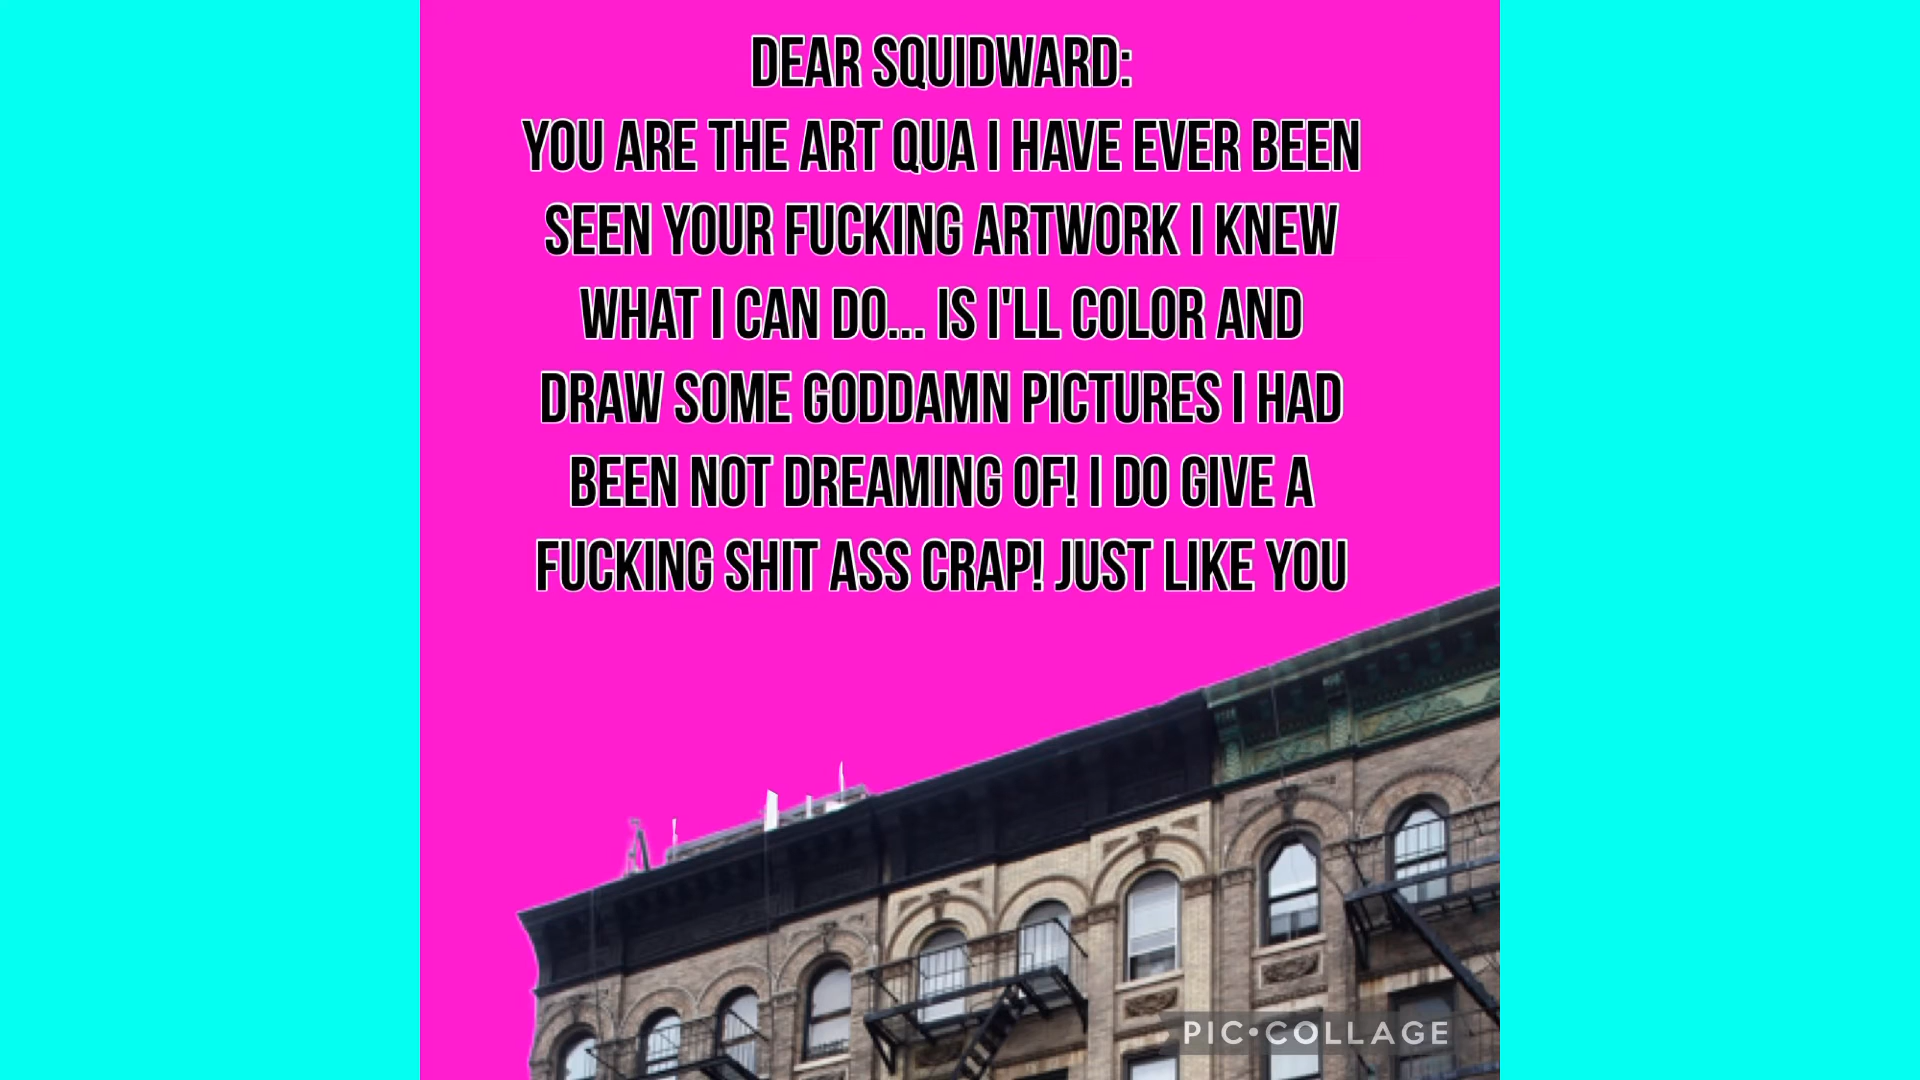 DEAR SQUIDWARD:
YOU ARE THE ART QUA I HAVE EVER BEEN
SEEN YOUR FUCKING ARTWORK I KNEW
WHAT I CAN DO... IS I'LL COLOR AND
DRAW SOME GODDAMN PICTURES I HAD
BEEN NOT DREAMING OF! I DO GIVE A
FUCKING SHIT ASS CRAP! JUST LIKE YOU
PIC•COLLAGE